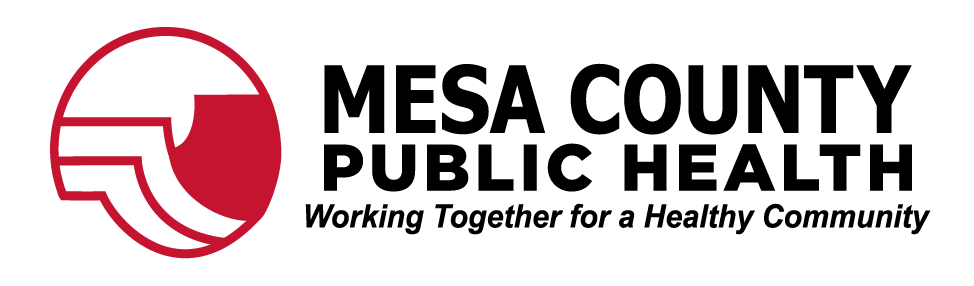 MESA COUNTY
PUBLIC HEALTH
Working Together for a Healthy Community